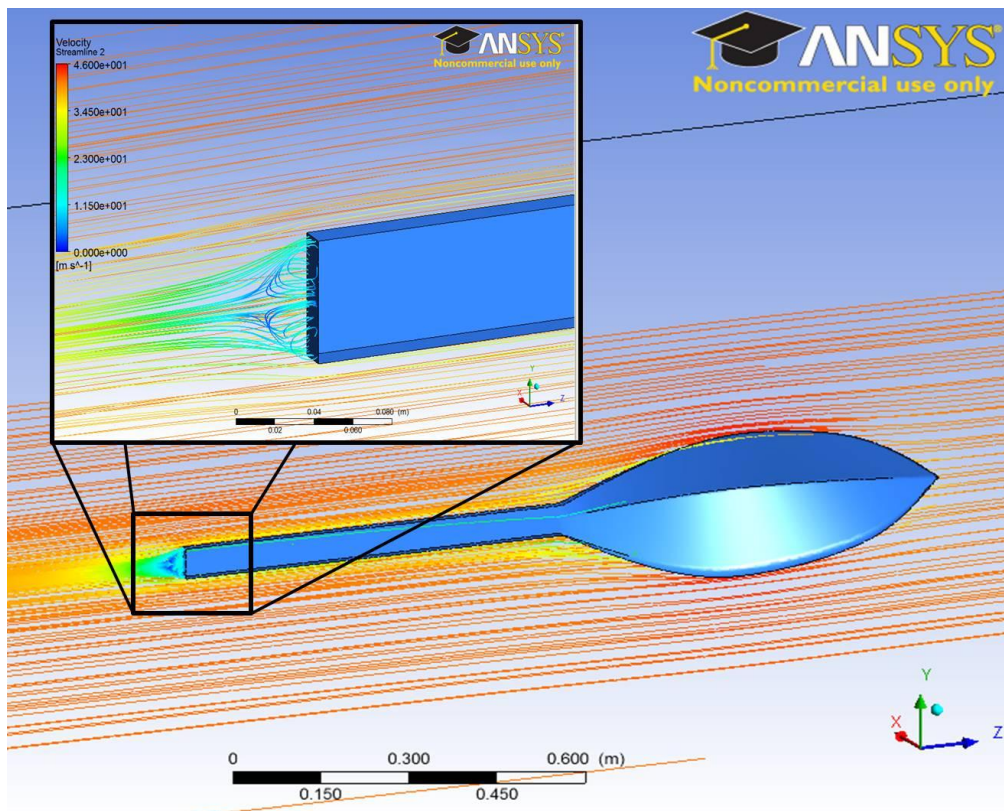 Velocity
Streamline 2
4.600e+001
3.450e+001
2.300e+001
1.150e+001
0.000e+000
[m s^-1]
ANSYS
Noncommercial use only
Y
X
Z
0 0.04 0.080 (m)
0.02 0.060
ANSYS
Noncommercial use only
Y
X
Z
0 0.300 0.600 (m)
0.150 0.450